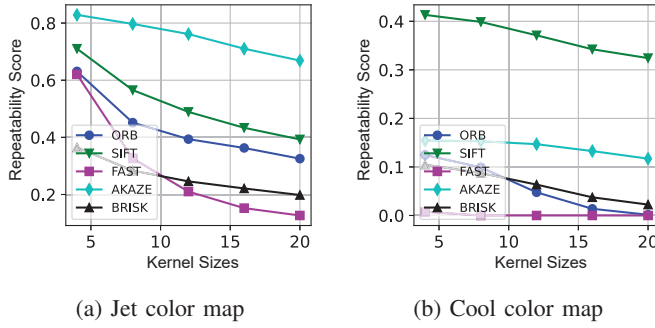 0.8
0.6
0.4
0.2
Repeatability Score
ORB
SIFT
FAST
AKAZE
BRISK
5
10
15
20
Kernel Sizes
(a) Jet color map
0.4
0.3
0.2
0.1
0.0
Repeatability Score
ORB
SIFT
FAST
AKAZE
BRISK
5
10
15
20
Kernel Sizes
(b) Cool color map